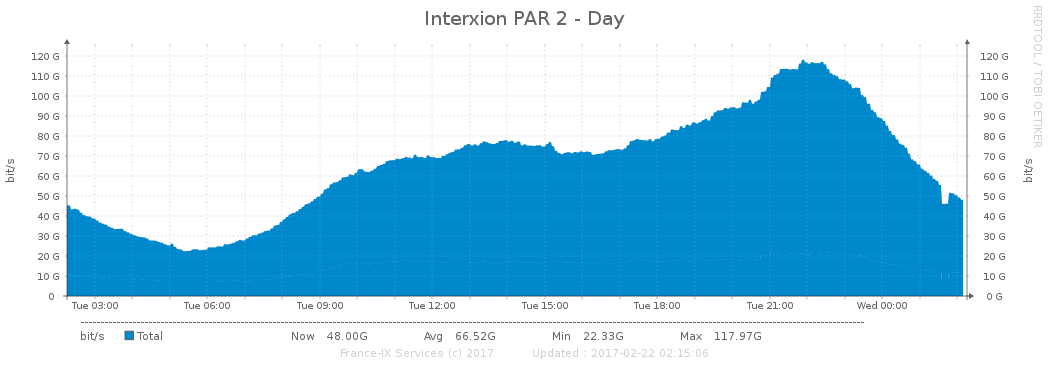 Interxion PAR 2 - Day
RRDTOOL / TOBI OETIKER
bit/s
120 G 120 G
110 G 110 G
100 G 100 G
90 G 90 G
80 G 80 G
70 G 70 G
60 G 60 G
50 G 50 G
40 G 40 G
30 G 30 G
20 G 20 G
10 G 10 G
0 0 G
bit/s
Tue 03:00 Tue 06:00 Tue 09:00 Tue 12:00 Tue 15:00 Tue 18:00 Tue 21:00 Wed 00:00
bit/s Total Now 48.00G Avg 66.52G Min 22.33G Max 117.97G
France-IX Services (c) 2017 Updated : 2017-02-22 02:15:06